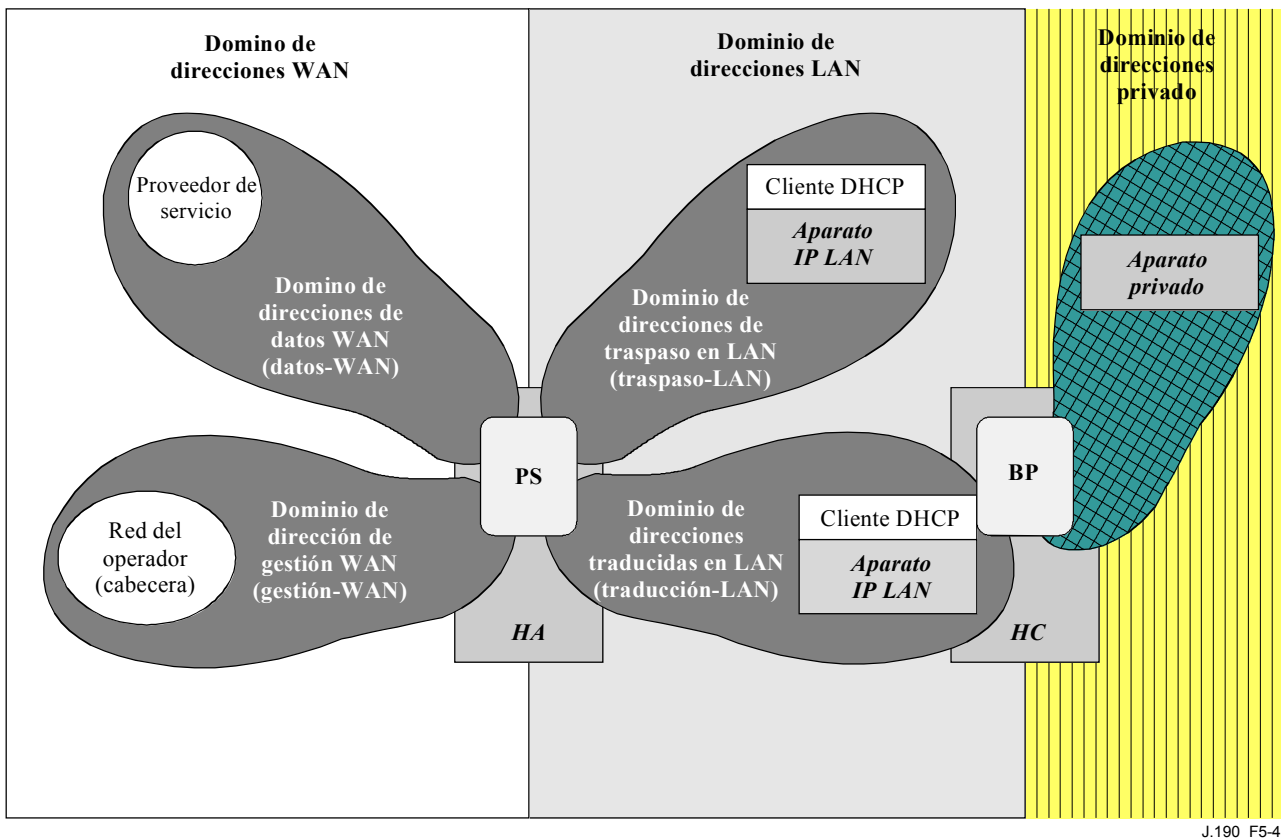 Domino de
direcciones WAN
Dominio de
direcciones LAN
Dominio de
direcciones
privado
Proveedor de
servicio
Domino de
direcciones de
datos WAN
(datos-WAN)
Cliente DHCP
Aparato
IP LAN
Dominio de
direcciones de
traspaso en LAN
(traspaso-LAN)
Aparato
privado
Red del
operador
(cabecera)
Dominio de
dirección de
gestión WAN
(gestión-WAN)
PS
HA
Dominio de
direcciones
traducidas en LAN
(traducción-LAN)
Cliente DHCP
Aparato
IP LAN
BP
HC
J.190_F5-4